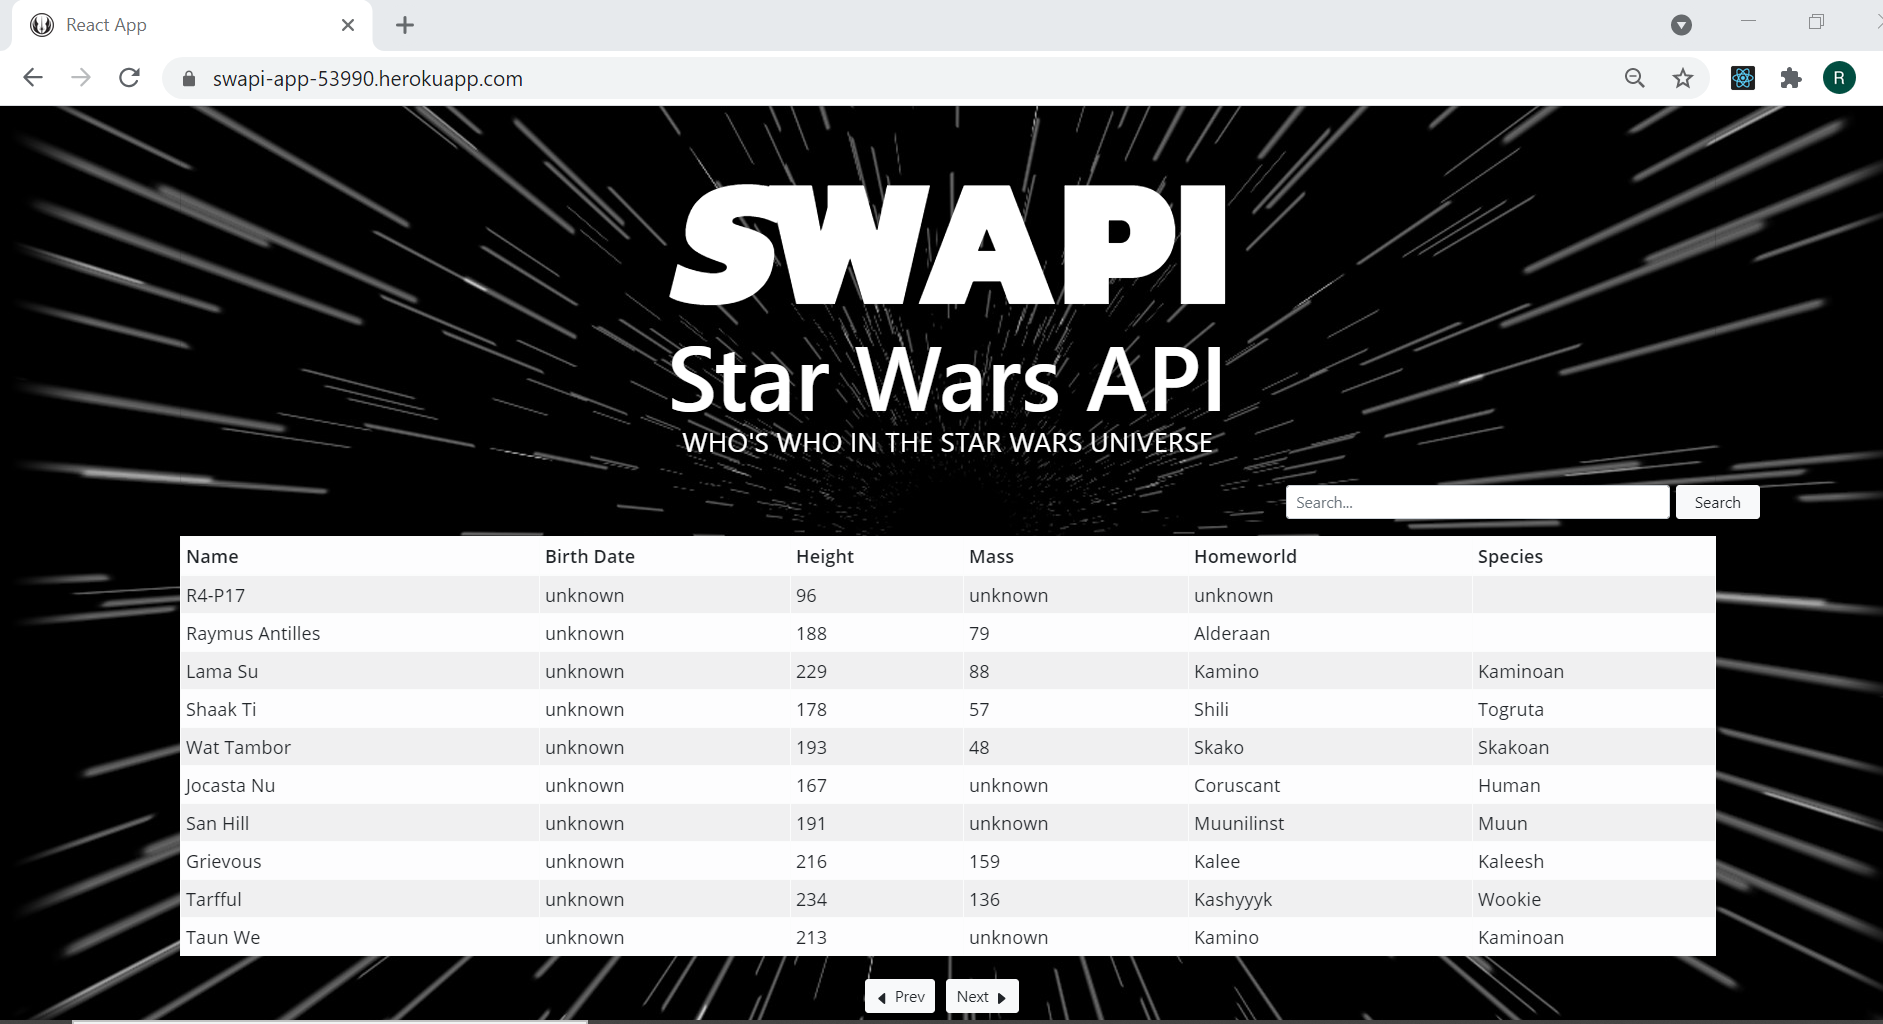 React App
swapi-app-53990.herokuapp.com
R
SWAPI
Star Wars API
WHO'S WHO IN THE STAR WARS UNIVERSE
Search... Search
Name Birth Date Height Mass Homeworld Species
R4-P17 unknown 96 unknown unknown
Raymus Antilles unknown 188 79 Alderaan
Lama Su unknown 229 88 Kamino Kaminoan
Shaak Ti unknown 178 57 Shili Togruta
Wat Tambor unknown 193 48 Skako Skakoan
Jocasta Nu unknown 167 unknown Coruscant Human
San Hill unknown 191 unknown Muunilinst Muun
Grievous unknown 216 159 Kalee Kaleesh
Tarfful unknown 234 136 Kashyyyk Wookie
Taun We unknown 213 unknown Kamino Kaminoan
Prev Next